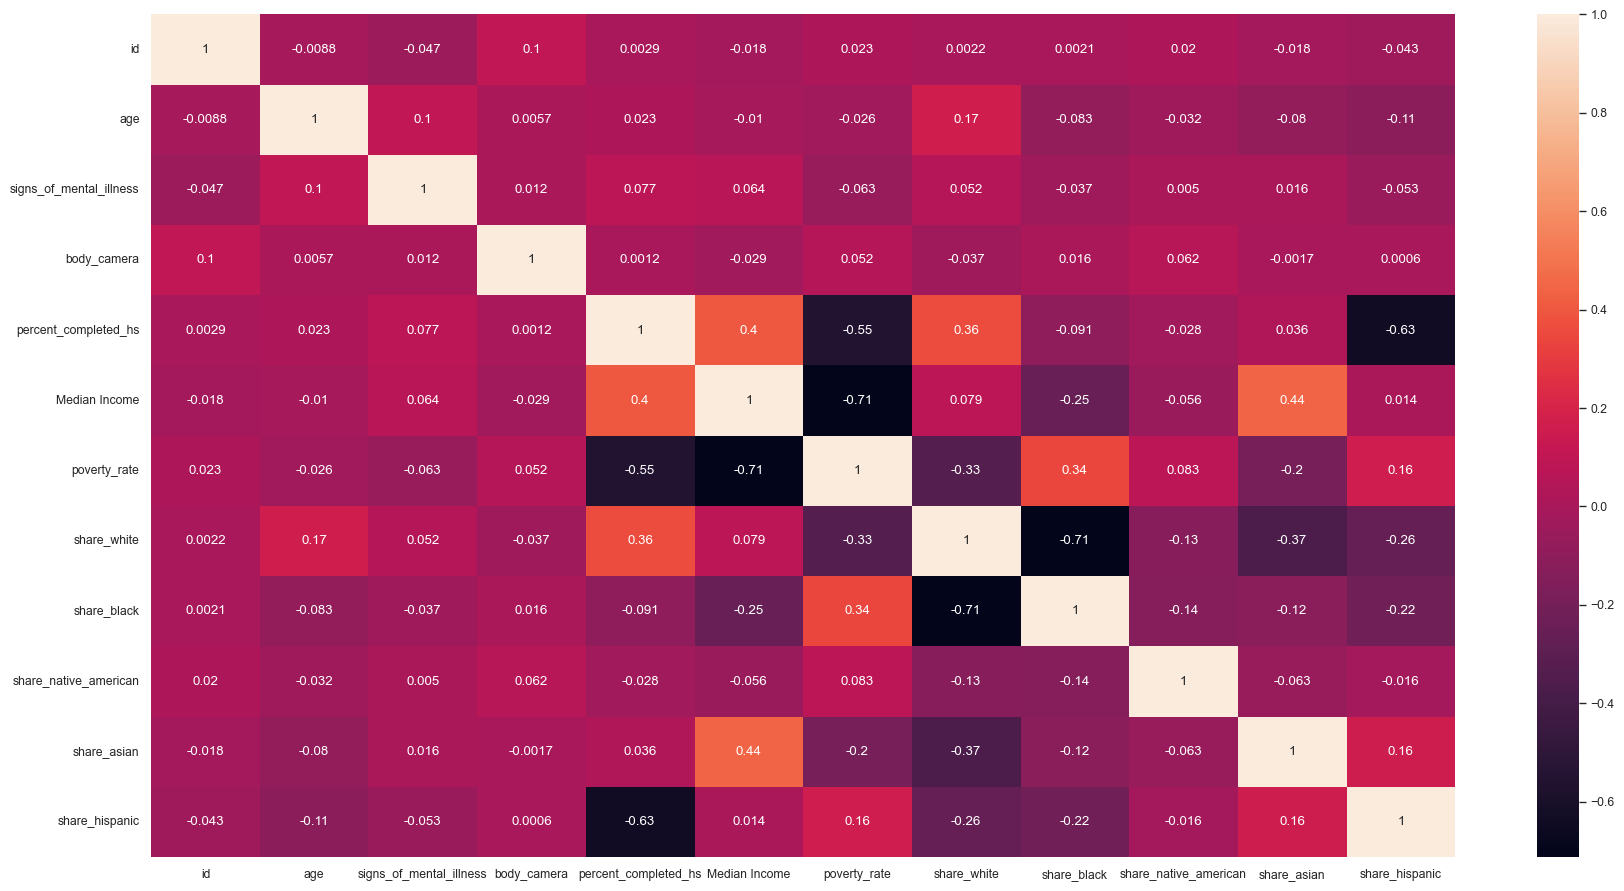 id 1 -0.0088 -0.047 0.1 0.0029 -0.018 0.023 0.0022 0.0021 0.02 -0.018 -0.043
age -0.0088 1 0.1 0.0057 0.023 -0.01 -0.026 0.17 -0.083 -0.032 -0.08 -0.11
signs_of_mental_illness -0.047 0.1 1 0.012 0.077 0.064 -0.063 0.052 -0.037 0.005 0.016 -0.053
body_camera 0.1 0.0057 0.012 1 0.0012 -0.029 0.052 -0.037 0.016 0.062 -0.0017 0.0006
percent_completed_hs 0.0029 0.023 0.077 0.0012 1 0.4 -0.55 0.36 -0.091 -0.028 0.036 -0.63
Median Income -0.018 -0.01 0.064 -0.029 0.4 1 -0.71 0.079 -0.25 -0.056 0.44 0.014
poverty_rate 0.023 -0.026 -0.063 0.052 -0.55 -0.71 1 -0.33 0.34 0.083 -0.2 0.16
share_white 0.0022 0.17 0.052 -0.037 0.36 0.079 -0.33 1 -0.71 -0.13 -0.37 -0.26
share_black 0.0021 -0.083 -0.037 0.016 -0.091 -0.25 0.34 -0.71 1 -0.14 -0.12 -0.22
share_native_american 0.02 -0.032 0.005 0.062 -0.028 -0.056 0.083 -0.13 -0.14 1 -0.063 -0.016
share_asian -0.018 -0.08 0.016 -0.0017 0.036 0.44 -0.2 -0.37 -0.12 -0.063 1 0.16
share_hispanic -0.043 -0.11 -0.053 0.0006 -0.63 0.014 0.16 -0.26 -0.22 -0.016 0.16 1
id age signs_of_mental_illness body_camera percent_completed_hs Median Income poverty_rate share_white share_black share_native_american share_asian share_hispanic
1.0
0.8
0.6
0.4
0.2
0.0
−0.2
−0.4
−0.6